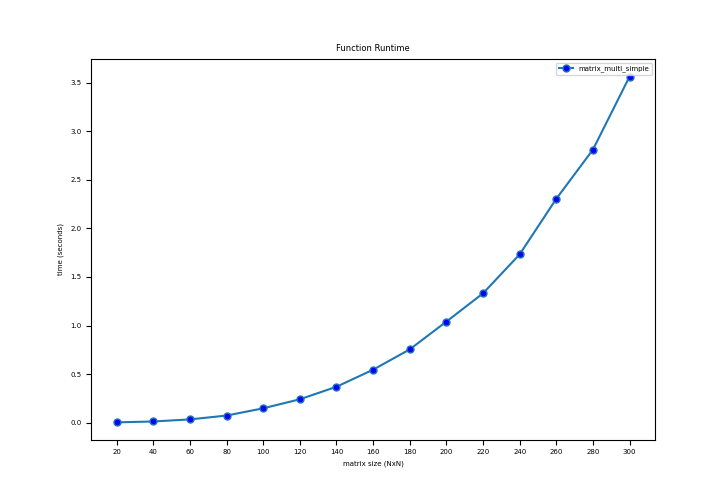 Function Runtime
matrix_multi_simple
3.5
3.0
2.5
2.0
1.5
1.0
0.5
0.0
time (seconds)
20 40 60 80 100 120 140 160 180 200 220 240 260 280 300
matrix size (NxN)